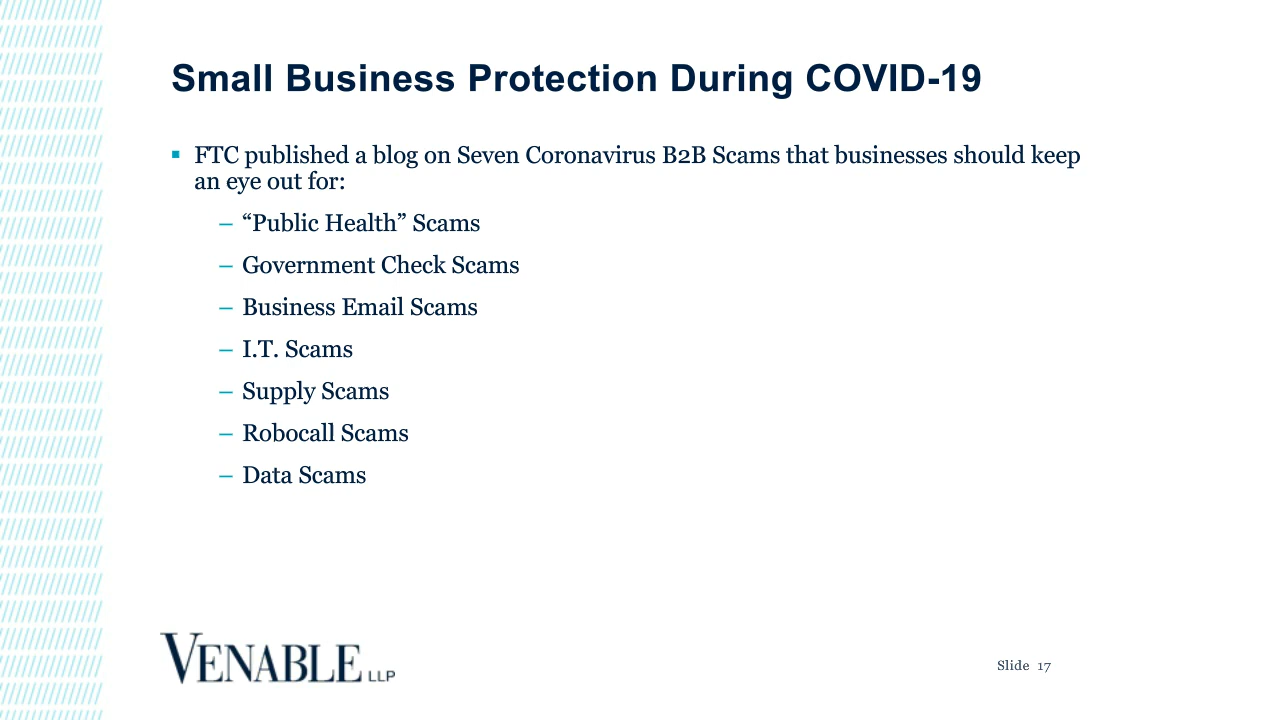 Small Business Protection During COVID-19
▪ FTC published a blog on Seven Coronavirus B2B Scams that businesses should keep
an eye out for:
– “Public Health” Scams
– Government Check Scams
– Business Email Scams
– I.T. Scams
– Supply Scams
– Robocall Scams
– Data Scams
VENABLE LLP
Slide 17